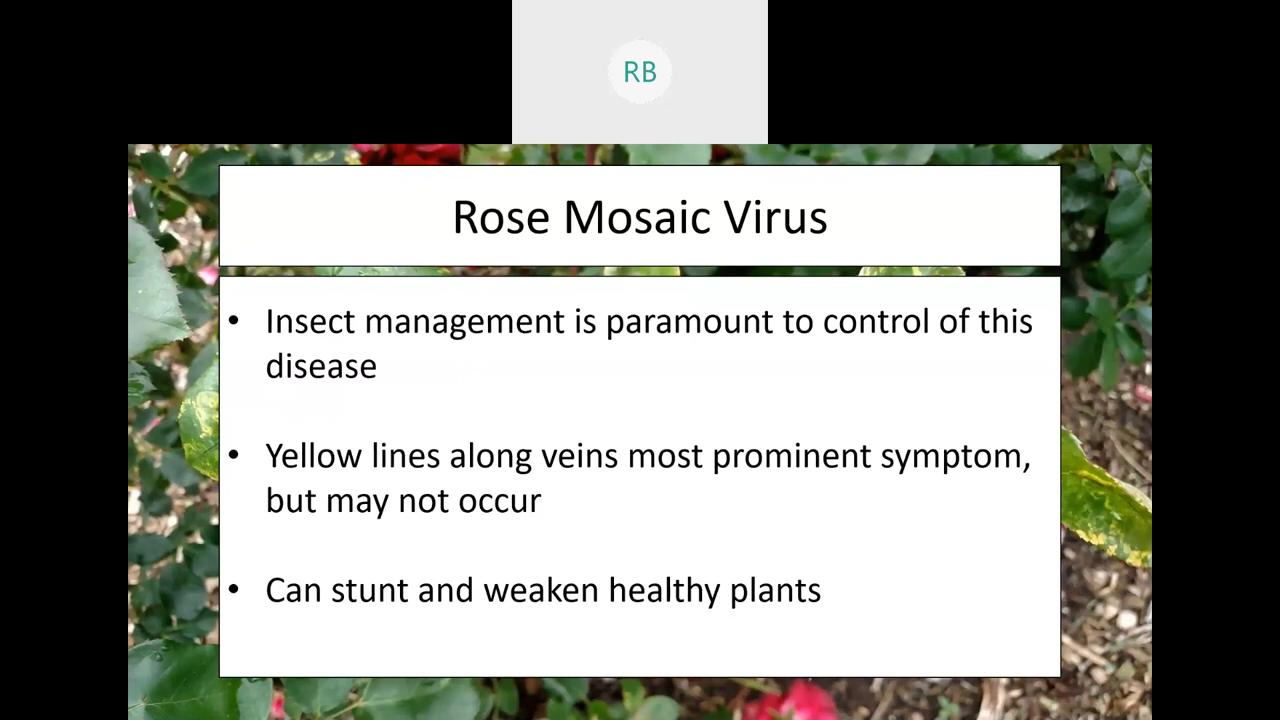 RB
Rose Mosaic Virus
• Insect management is paramount to control of this
disease
• Yellow lines along veins most prominent symptom,
but may not occur
• Can stunt and weaken healthy plants